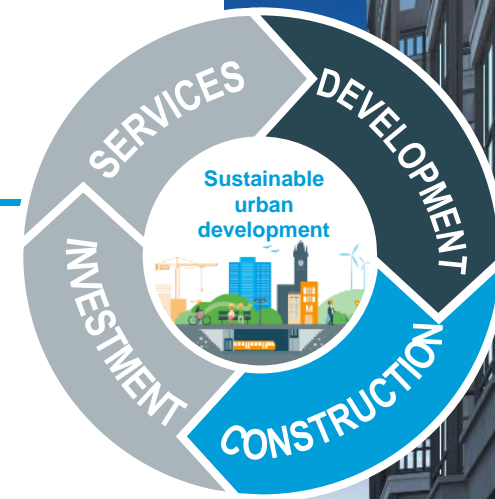 SERVICES
DEVELOPMENT
Sustainable
urban
development
INVESTMENT
CONSTRUCTION